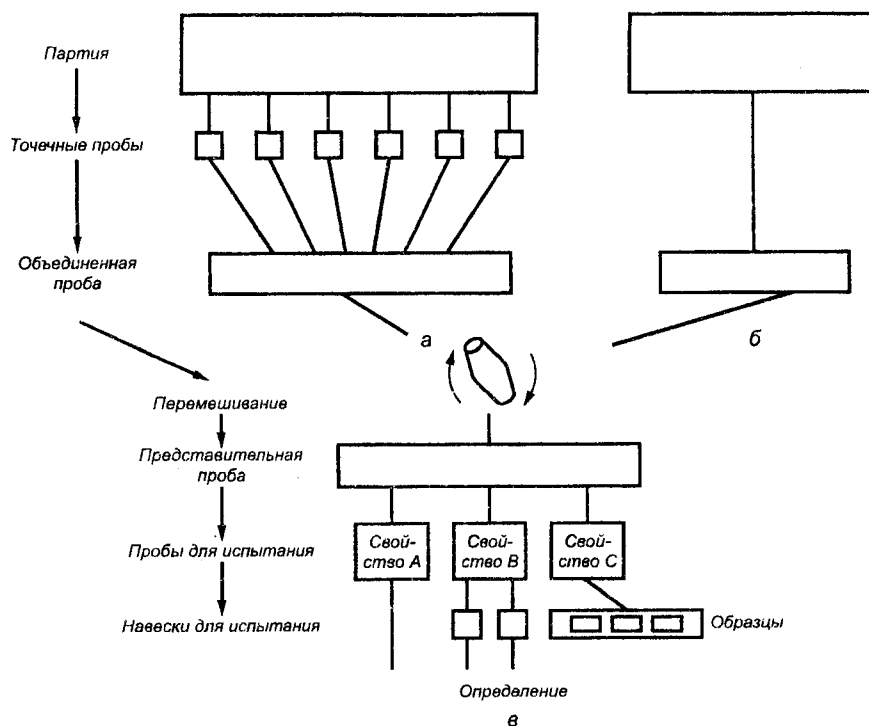 Партия
Точечные пробы
Объединенная
проба
а
б
Перемешивание
Представительная
проба
Пробы для испытания
Свой-
ство А
Свой-
ство В
Свой-
ство С
Навески для испытания
Образцы
Определение
в